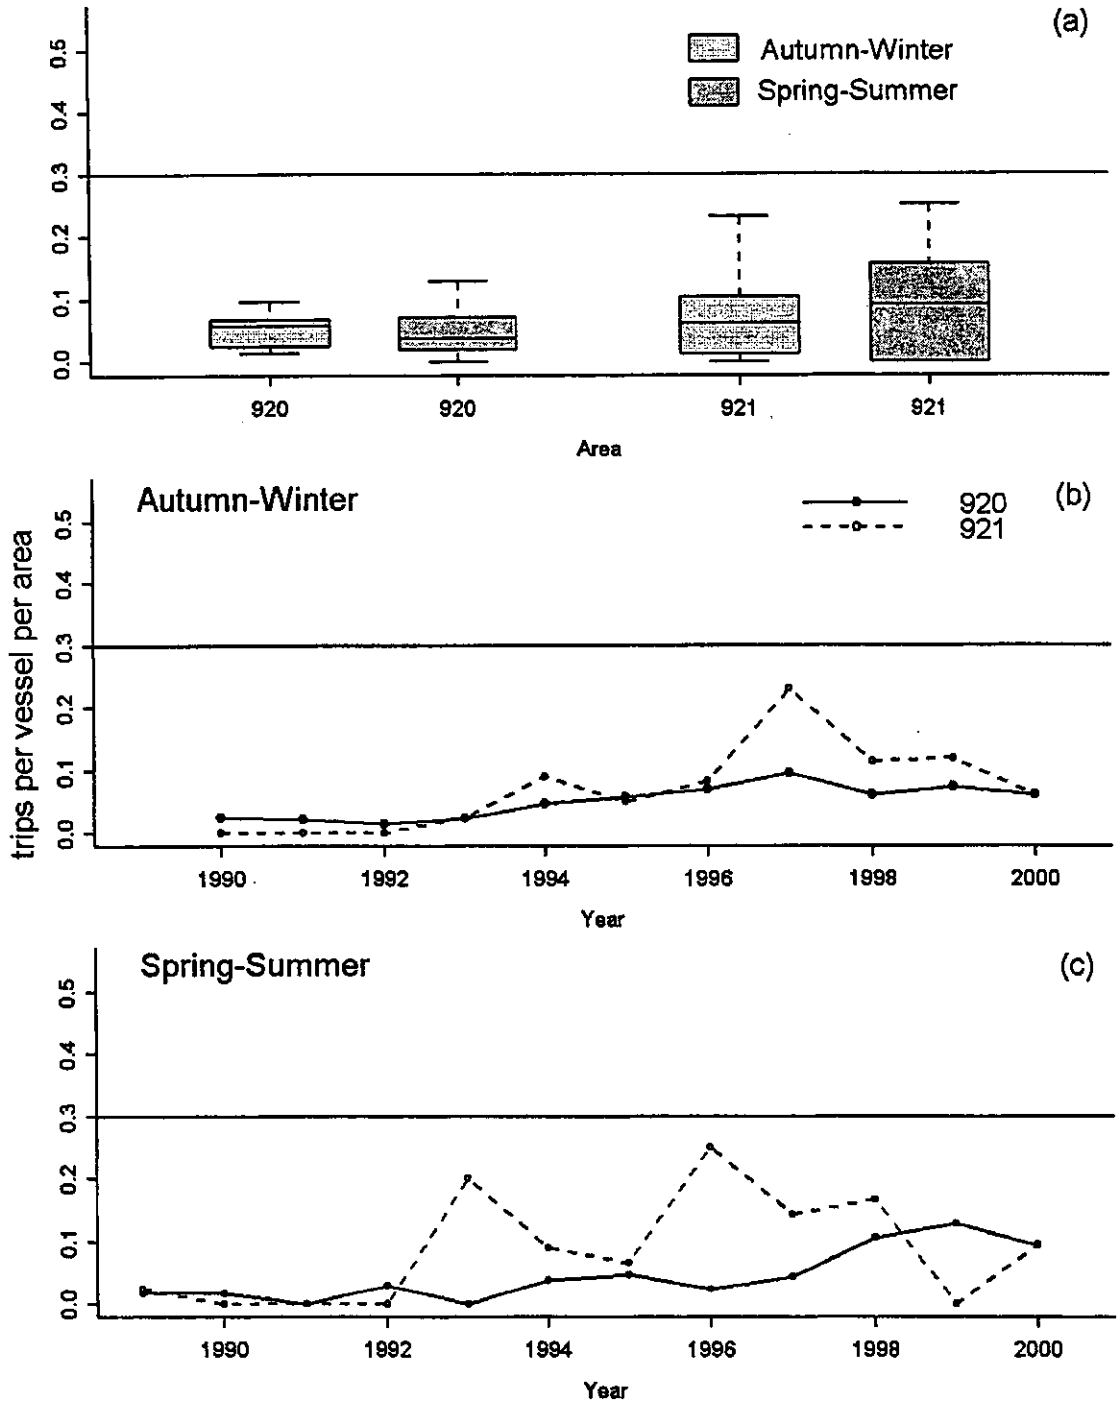 (a)
Autumn-Winter
Spring-Summer
0.5
0.4
0.3
0.2
0.1
0.0
920 920 921 921
Area
trips per vessel per area
Autumn-Winter
920
921
(b)
0.5
0.4
0.3
0.2
0.1
0.0
1990 1992 1994 1996 1998 2000
Year
Spring-Summer
(c)
0.5
0.4
0.3
0.2
0.1
0.0
1990 1992 1994 1996 1998 2000
Year